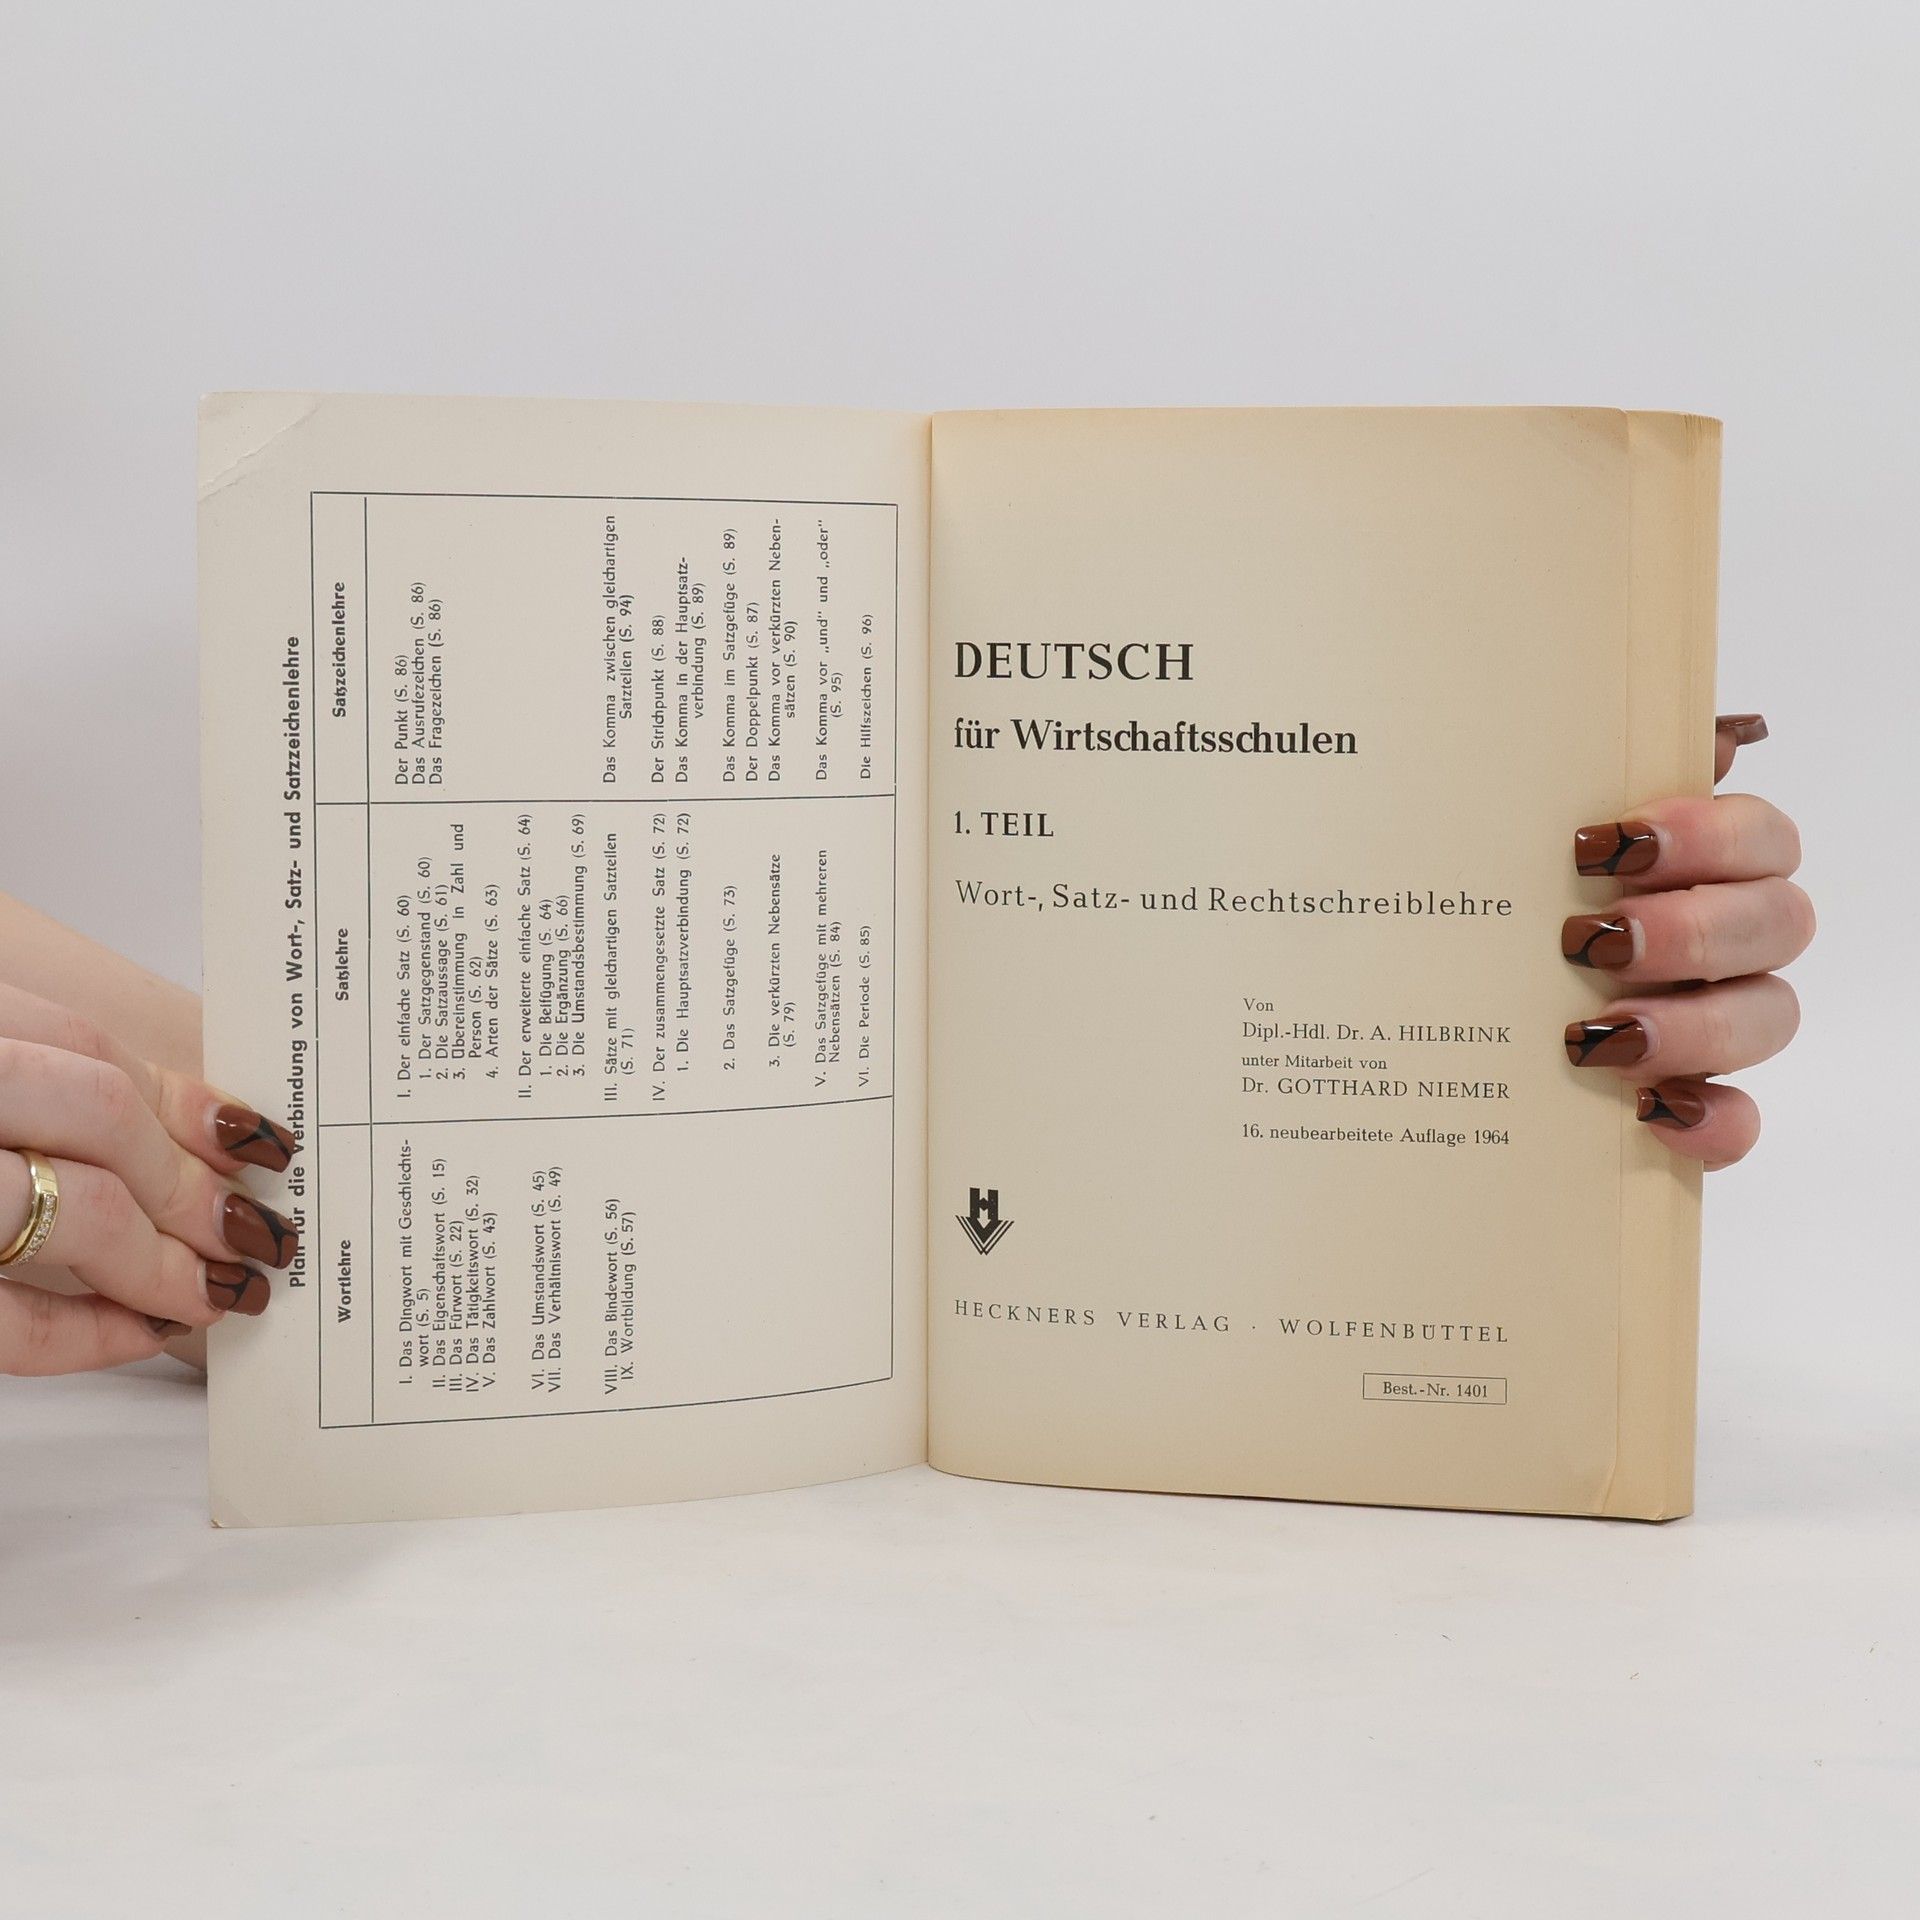 Plan für die Verbindung von Wort-, Satz- und Satzzeichenlehre
Wortlehre
I. Das Dingwort mit Geschlechts-
wort (S. 5)
II. Das Eigenschaftswort (S. 15)
III. Das Fürwort (S. 22)
IV. Das Tätigkeitswort (S. 32)
V. Das Zahlwort (S. 43)
VI. Das Umstandswort (S. 45)
VII. Das Verhältniswort (S. 49)
VIII. Das Bindewort (S. 56)
IX. Wortbildung (S. 57)
Satzlehre
I. Der einfache Satz (S. 60)
1. Der Satzgegenstand (S. 60)
2. Die Satzaussage (S. 61)
3. Übereinstimmung in Zahl und
Person (S. 62)
4. Arten der Sätze (S. 63)
II. Der erweiterte einfache Satz (S. 64)
1. Die Beifügung (S. 64)
2. Die Ergänzung (S. 66)
3. Die Umstandsbestimmung (S. 69)
III. Sätze mit gleichartigen Satzteilen
(S. 71)
IV. Der zusammengesetzte Satz (S. 72)
1. Die Hauptsatzverbindung (S. 72)
2. Das Satzgefüge (S. 73)
3. Die verkürzten Nebensätze
(S. 79)
V. Das Satzgefüge mit mehreren
Nebensätzen (S. 84)
VI. Die Periode (S. 85)
Satzzeichenlehre
Der Punkt (S. 86)
Das Ausrufezeichen (S. 86)
Das Fragezeichen (S. 86)
Das Komma zwischen gleichartigen
Satzteilen (S. 94)
Der Strichpunkt (S. 88)
Das Komma in der Hauptsatz-
verbindung (S. 89)
Das Komma im Satzgefüge (S. 89)
Der Doppelpunkt (S. 87)
Das Komma vor verkürzten Neben-
sätzen (S. 90)
Das Komma vor „und" und „oder"
(S. 95)
Die Hilfszeichen (S. 96)
DEUTSCH
für Wirtschaftsschulen
1. TEIL
Wort-, Satz- und Rechtschreiblehre
Von
Dipl.-Hdl. Dr. A. HILBRINK
unter Mitarbeit von
Dr. GOTTHARD NIEMER
16. neubearbeitete Auflage 1964
H
HECKNERS VERLAG · WOLFENBÜTTEL
Best.-Nr. 1401